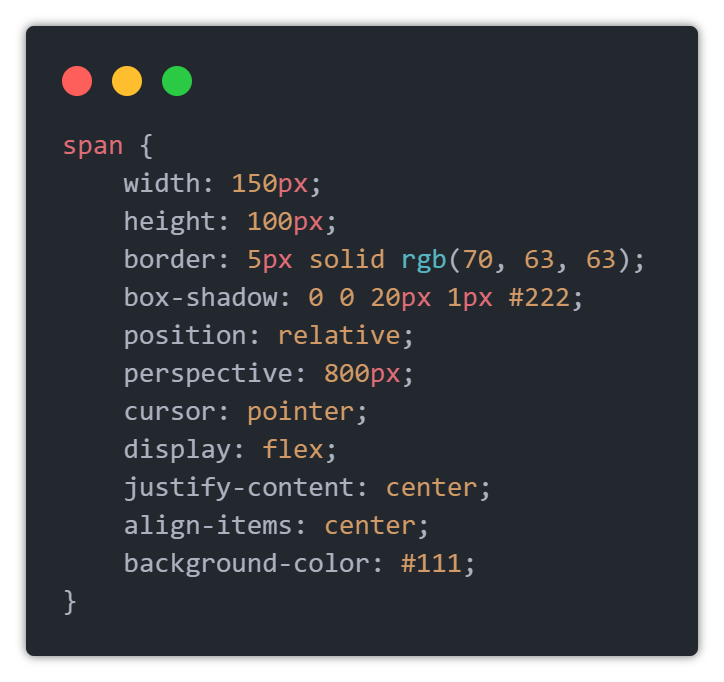 span {
    width: 150px;
    height: 100px;
    border: 5px solid rgb(70, 63, 63);
    box-shadow: 0 0 20px 1px #222;
    position: relative;
    perspective: 800px;
    cursor: pointer;
    display: flex;
    justify-content: center;
    align-items: center;
    background-color: #111;
}